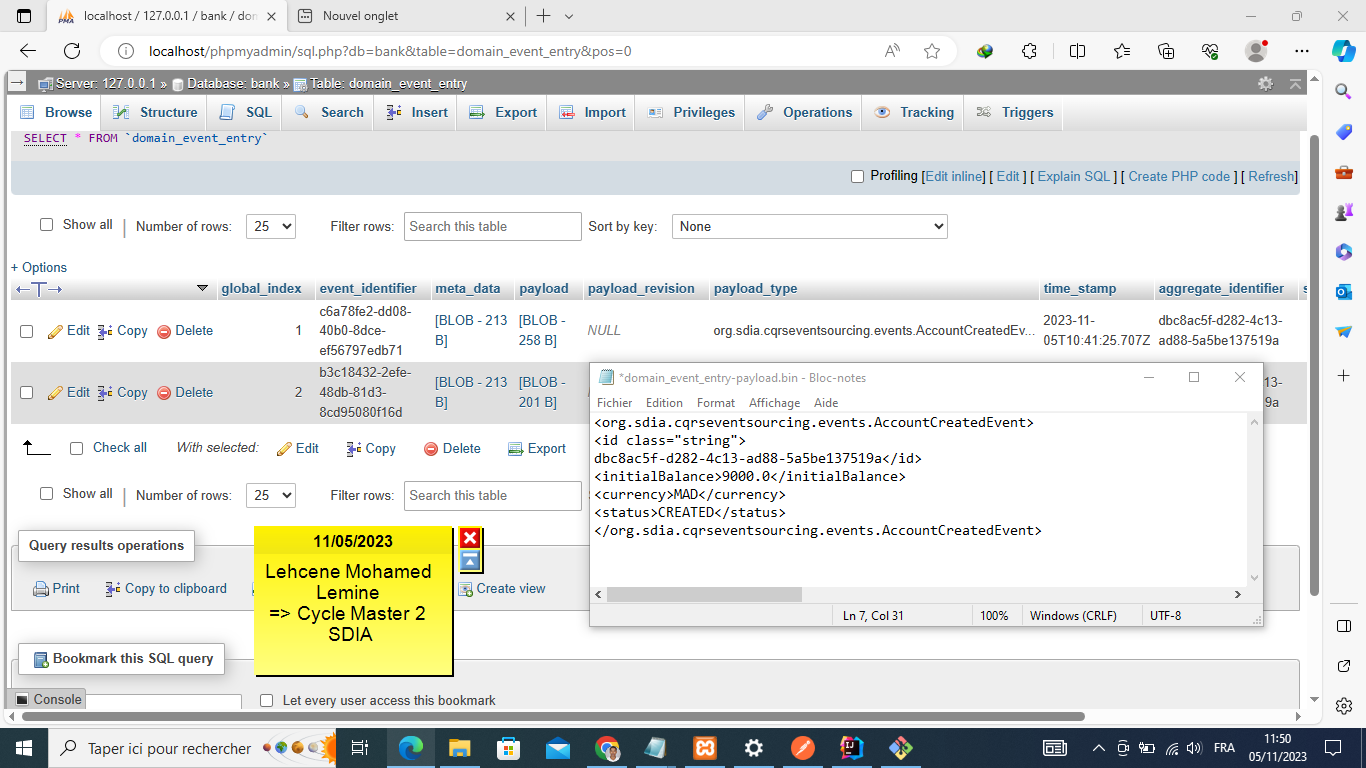 localhost / 127.0.0.1 / bank / dom
Nouvel onglet
localhost/phpmyadmin/sql.php?db=bank&table=domain_event_entry&pos=0
Server: 127.0.0.1 » Database: bank » Table: domain_event_entry
Browse Structure SQL Search Insert Export Import Privileges Operations Tracking Triggers
SELECT * FROM `domain_event_entry`
Profiling [Edit inline] [ Edit ] [ Explain SQL ] [ Create PHP code ] [ Refresh]
Show all | Number of rows: 25 Filter rows: Search this table Sort by key: None
+ Options
global_index event_identifier meta_data payload payload_revision payload_type time_stamp aggregate_identifier
Edit Copy Delete 1 c6a78fe2-dd08-
40b0-8dce-
ef56797edb71
[BLOB - 213
B]
[BLOB -
258 B]
NULL
org.sdia.cqrseventsourcing.events.AccountCreatedEv...
2023-11-
05T10:41:25.707Z
dbc8ac5f-d282-4c13-
ad88-5a5be137519a
Edit Copy Delete 2 b3c18432-2efe-
48db-81d3-
8cd95080f16d
[BLOB - 213
B]
[BLOB -
201 B]
13-
9a
Check all With selected: Edit Copy Delete Export
Show all | Number of rows: 25 Filter rows: Search this table
Query results operations
Print Copy to clipboard Create view
Bookmark this SQL query
Console
Let every user access this bookmark
11/05/2023
Lehcene Mohamed
Lemine
=> Cycle Master 2
SDIA
*domain_event_entry-payload.bin - Bloc-notes
Fichier Edition Format Affichage Aide
<org.sdia.cqrseventsourcing.events.AccountCreatedEvent>
<id class="string">
dbc8ac5f-d282-4c13-ad88-5a5be137519a</id>
<initialBalance>9000.0</initialBalance>
<currency>MAD</currency>
<status>CREATED</status>
</org.sdia.cqrseventsourcing.events.AccountCreatedEvent>
Ln 7, Col 31 100% Windows (CRLF) UTF-8
Taper ici pour rechercher
FRA
11:50
05/11/2023